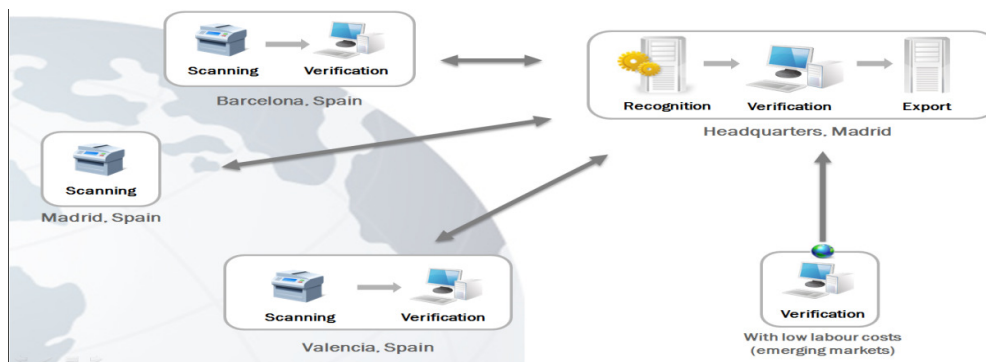 Scanning
Verification
Barcelona, Spain
Recognition
Verification
Export
Headquarters, Madrid
Scanning
Madrid, Spain
Scanning
Verification
Valencia, Spain
Verification
With low labour costs
(emerging markets)